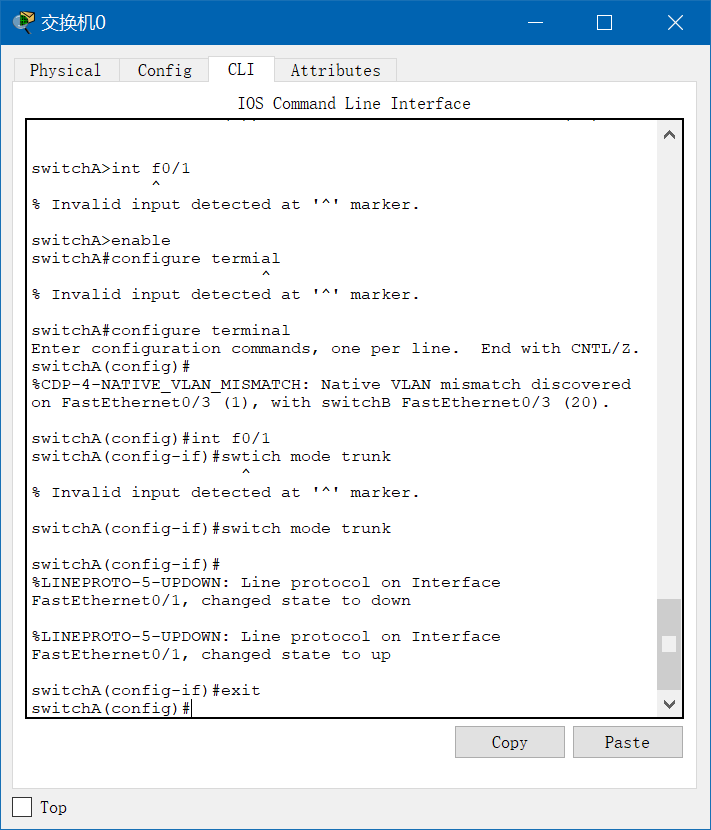 交换机0
Physical Config CLI Attributes
IOS Command Line Interface
switchA>int f0/1
^
% Invalid input detected at '^' marker.
switchA>enable
switchA#configure termial
^
% Invalid input detected at '^' marker.
switchA#configure terminal
Enter configuration commands, one per line.  End with CNTL/Z.
switchA(config)#
%CDP-4-NATIVE_VLAN_MISMATCH: Native VLAN mismatch discovered
on FastEthernet0/3 (1), with switchB FastEthernet0/3 (20).
switchA(config)#int f0/1
switchA(config-if)#swtich mode trunk
^
% Invalid input detected at '^' marker.
switchA(config-if)#switch mode trunk
switchA(config-if)#
%LINEPROTO-5-UPDOWN: Line protocol on Interface
FastEthernet0/1, changed state to down
%LINEPROTO-5-UPDOWN: Line protocol on Interface
FastEthernet0/1, changed state to up
switchA(config-if)#exit
switchA(config)#
Copy Paste
Top